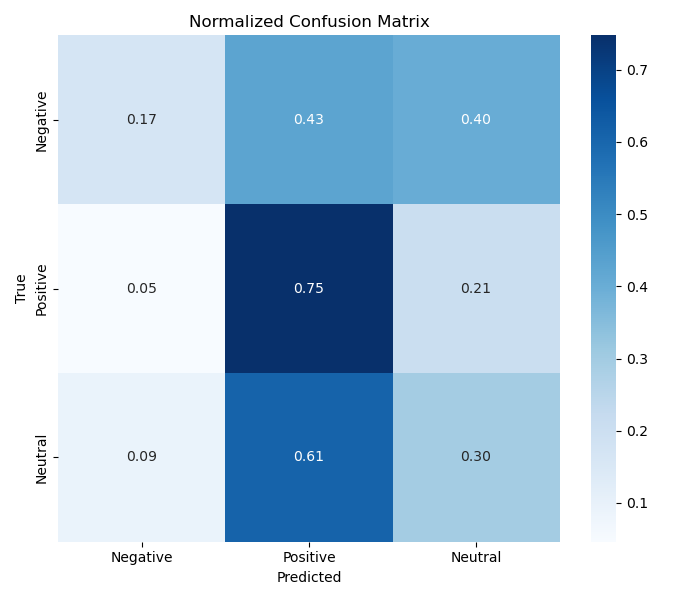 Normalized Confusion Matrix
Negative 0.17 0.43 0.40
Positive 0.05 0.75 0.21
Neutral 0.09 0.61 0.30
True
Negative Positive Neutral
Predicted
0.7
0.6
0.5
0.4
0.3
0.2
0.1